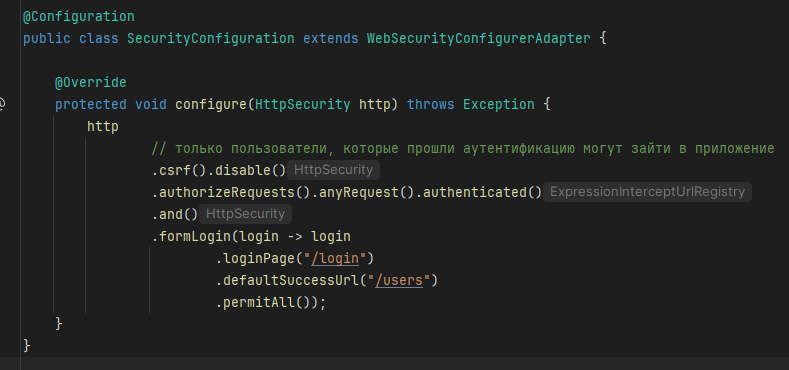 @Configuration
public class SecurityConfiguration extends WebSecurityConfigurerAdapter {
@Override
protected void configure(HttpSecurity http) throws Exception {
http
// только пользователи, которые прошли аутентификацию могут зайти в приложение
.csrf().disable() HttpSecurity
.authorizeRequests().anyRequest().authenticated() ExpressionInterceptUrlRegistry
.and() HttpSecurity
.formLogin(login -> login
.loginPage("/login")
.defaultSuccessUrl("/users")
.permitAll());
}
}